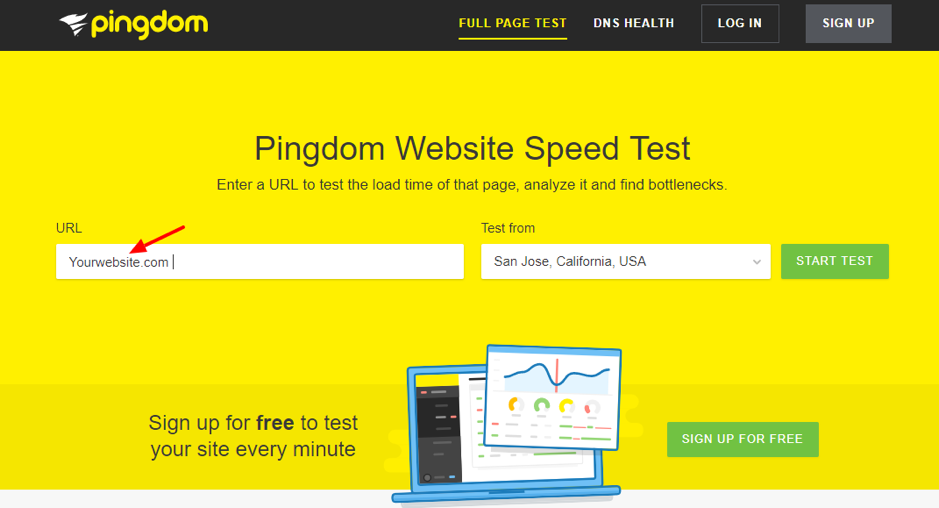 pingdom
FULL PAGE TEST
DNS HEALTH
LOG IN
SIGN UP
Pingdom Website Speed Test
Enter a URL to test the load time of that page, analyze it and find bottlenecks.
URL
Test from
Yourwebsite.com
San Jose, California, USA
START TEST
Sign up for free to test
your site every minute
SIGN UP FOR FREE